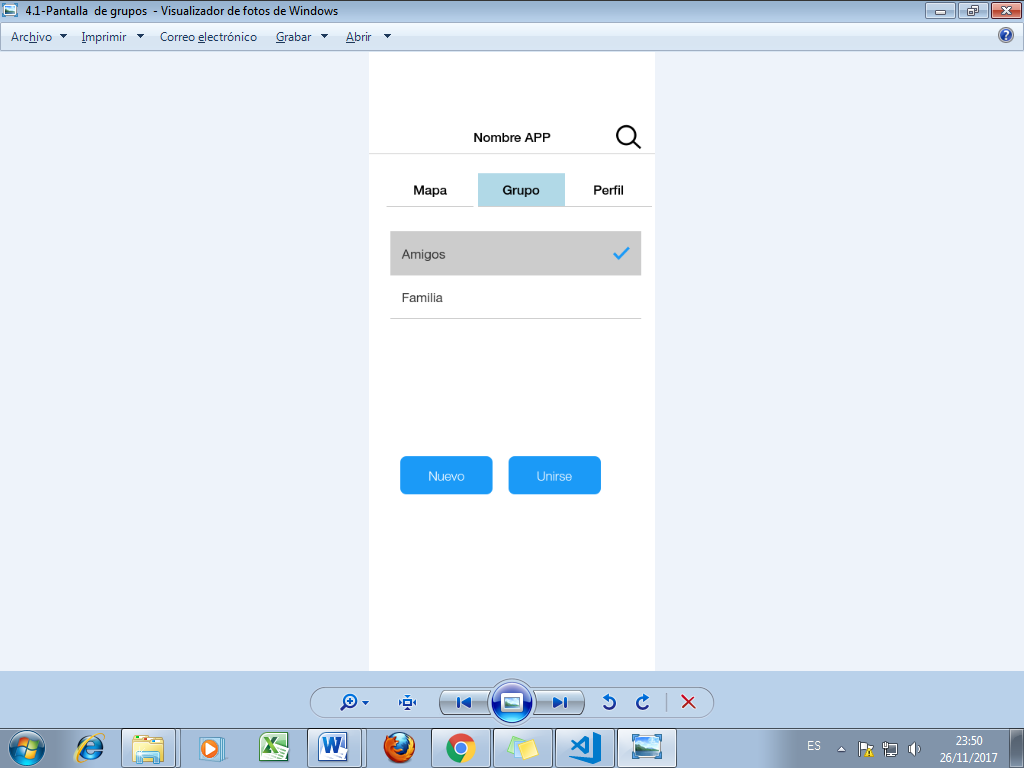 4.1-Pantalla  de grupos  - Visualizador de fotos de Windows
Archivo Imprimir Correo electrónico Grabar Abrir
Nombre APP
Mapa Grupo Perfil
Amigos
Familia
Nuevo Unirse
ES 23:50
26/11/2017